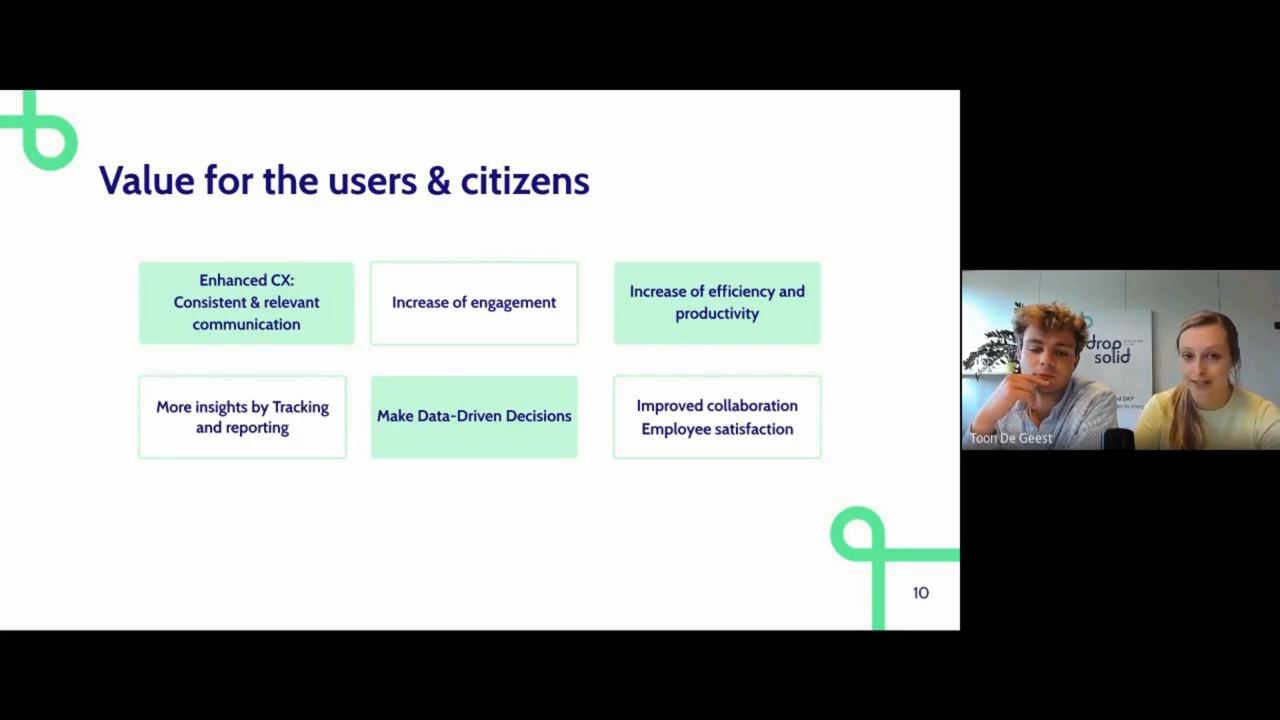 Value for the users & citizens
Enhanced CX:
Consistent & relevant
communication
Increase of engagement
Increase of efficiency and
productivity
More insights by Tracking
and reporting
Make Data-Driven Decisions
Improved collaboration
Employee satisfaction
10
drop
solid
DXP
Toon De Geest